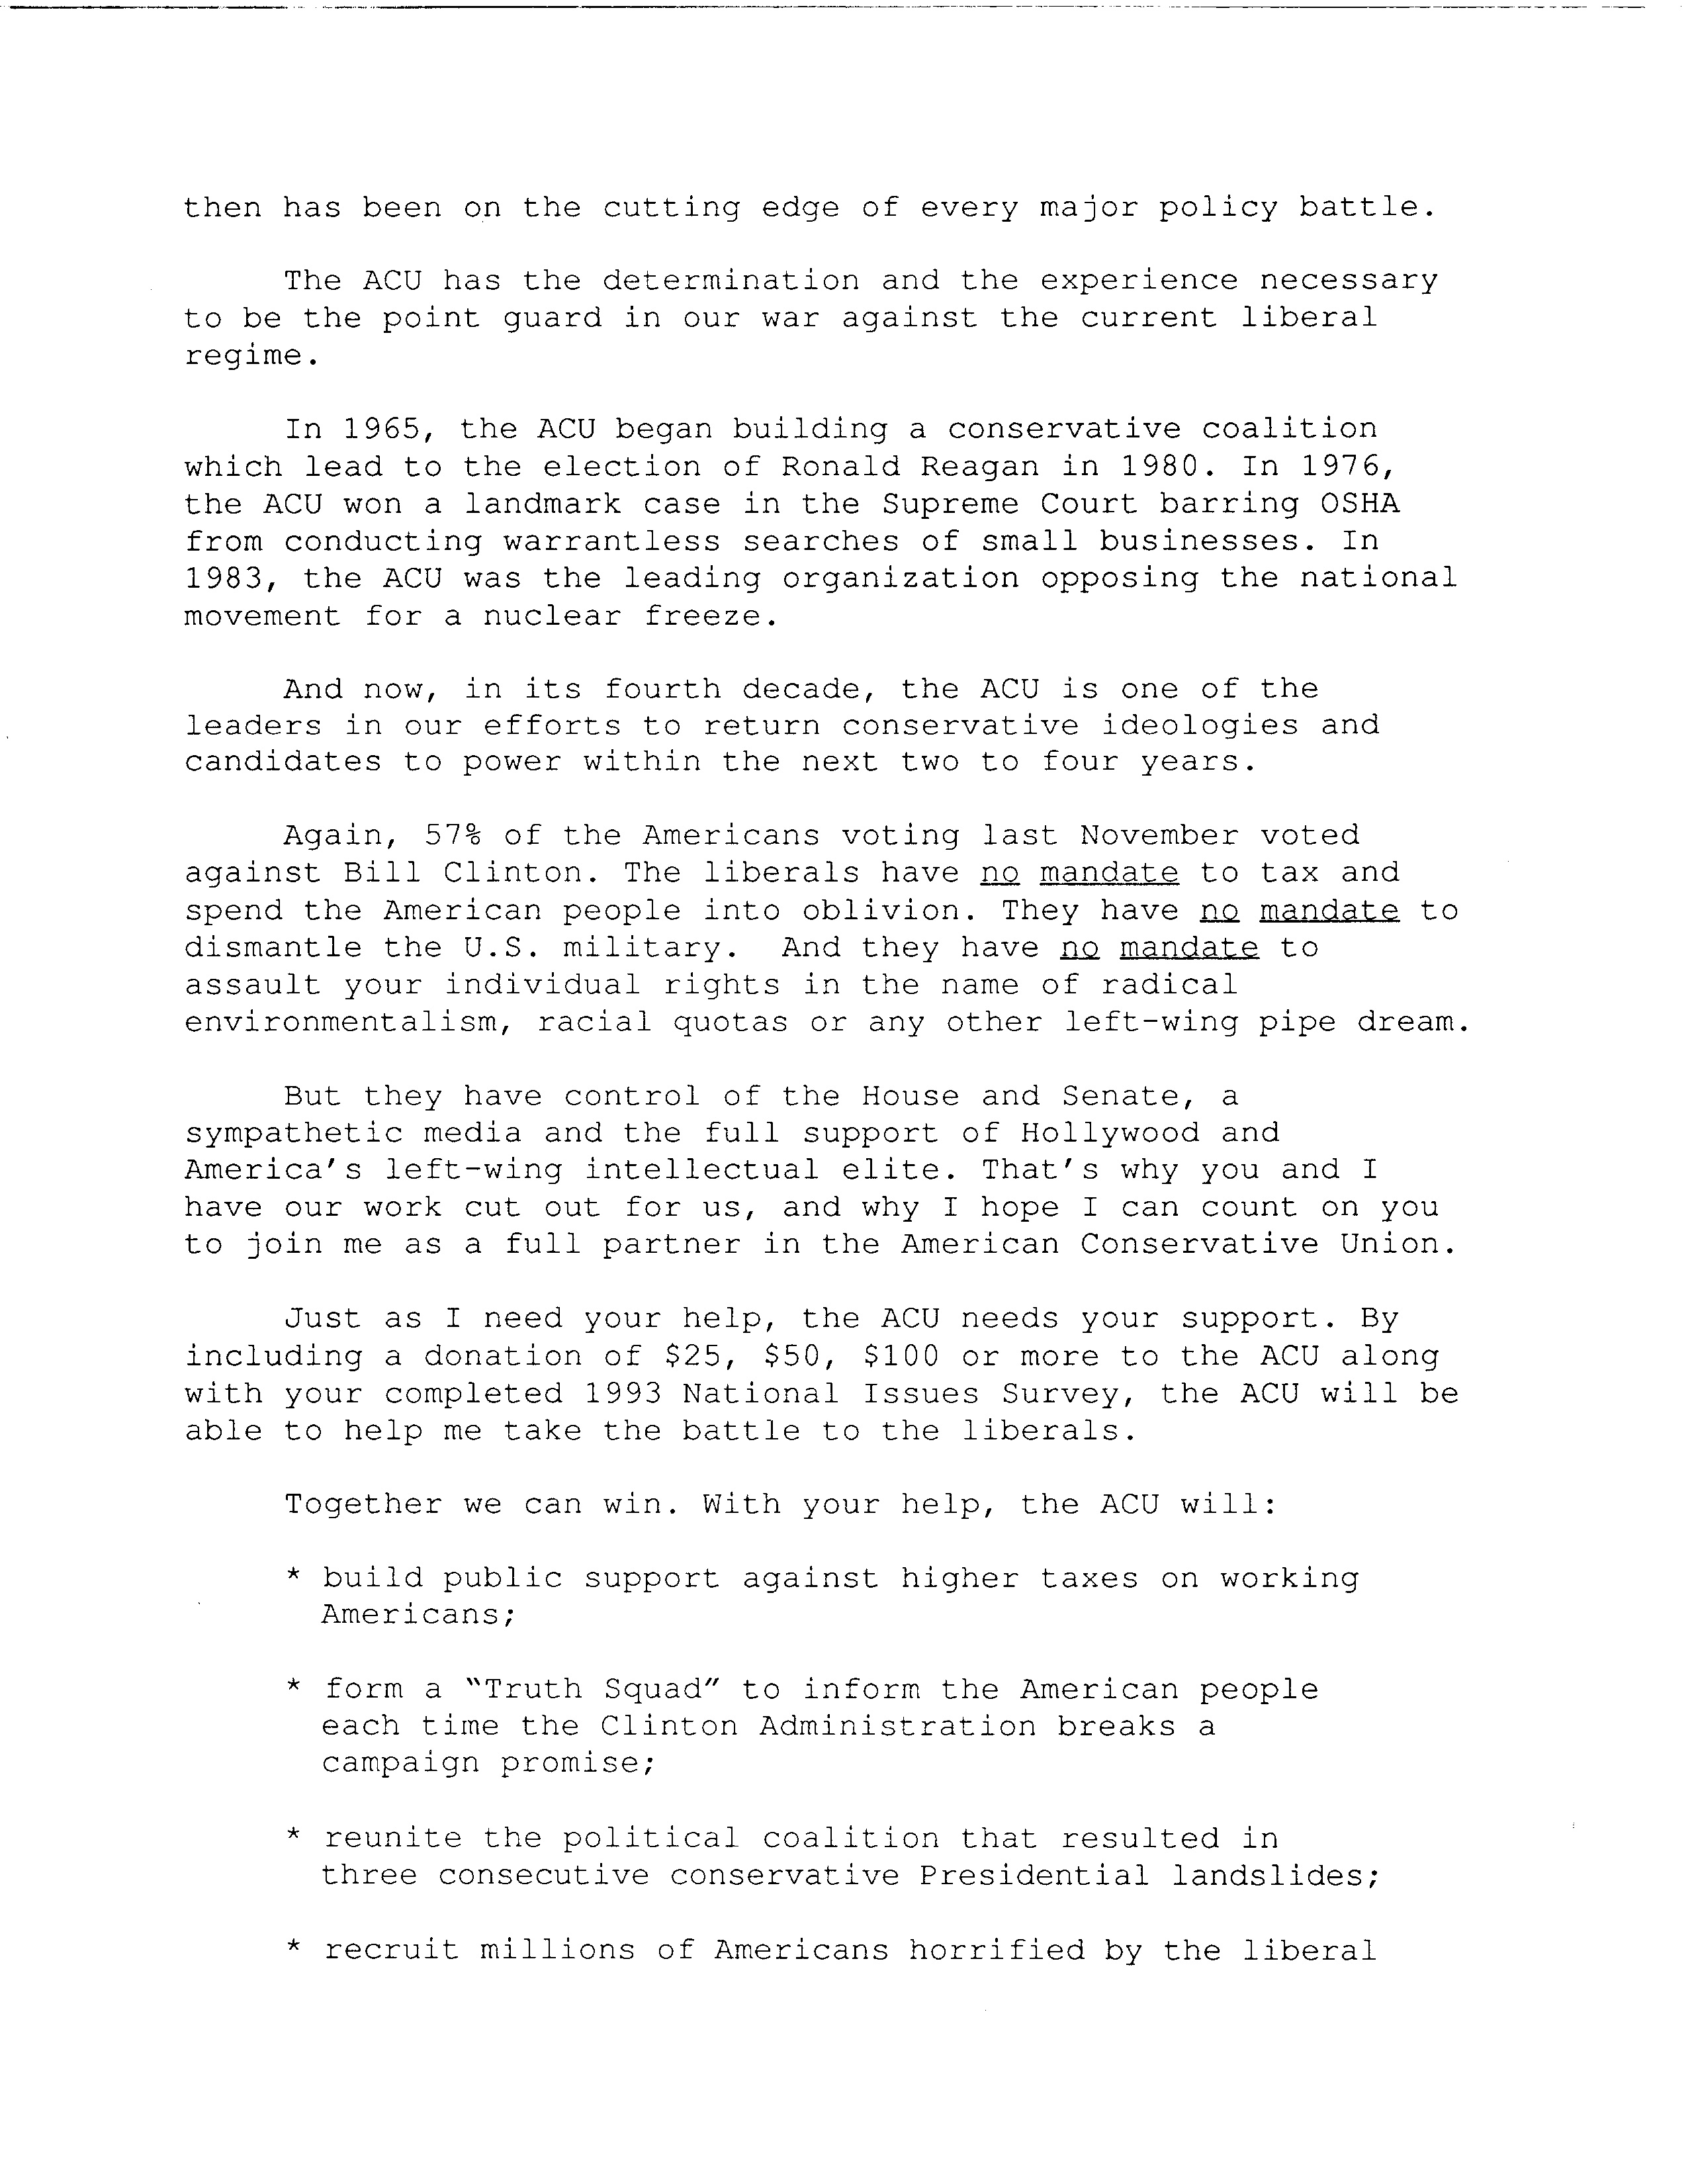 then has been on the cutting edge of every major policy battle.
The ACU has the determination and the experience necessary
to be the point guard in our war against the current liberal
regime.
In 1965, the ACU began building a conservative coalition
which lead to the election of Ronald Reagan in 1980. In 1976,
the ACU won a landmark case in the Supreme Court barring OSHA
from conducting warrantless searches of small businesses. In
1983, the ACU was the leading organization opposing the national
movement for a nuclear freeze.
And now, in its fourth decade, the ACU is one of the
leaders in our efforts to return conservative ideologies and
candidates to power within the next two to four years.
Again, 57% of the Americans voting last November voted
against Bill Clinton. The liberals have no mandate to tax and
spend the American people into oblivion. They have no mandate to
dismantle the U.S. military.  And they have no mandate to
assault your individual rights in the name of radical
environmentalism, racial quotas or any other left-wing pipe dream.
But they have control of the House and Senate, a
sympathetic media and the full support of Hollywood and
America's left-wing intellectual elite. That's why you and I
have our work cut out for us, and why I hope I can count on you
to join me as a full partner in the American Conservative Union.
Just as I need your help, the ACU needs your support. By
including a donation of $25, $50, $100 or more to the ACU along
with your completed 1993 National Issues Survey, the ACU will be
able to help me take the battle to the liberals.
Together we can win. With your help, the ACU will:
* build public support against higher taxes on working
Americans;
* form a "Truth Squad" to inform the American people
each time the Clinton Administration breaks a
campaign promise;
* reunite the political coalition that resulted in
three consecutive conservative Presidential landslides;
* recruit millions of Americans horrified by the liberal